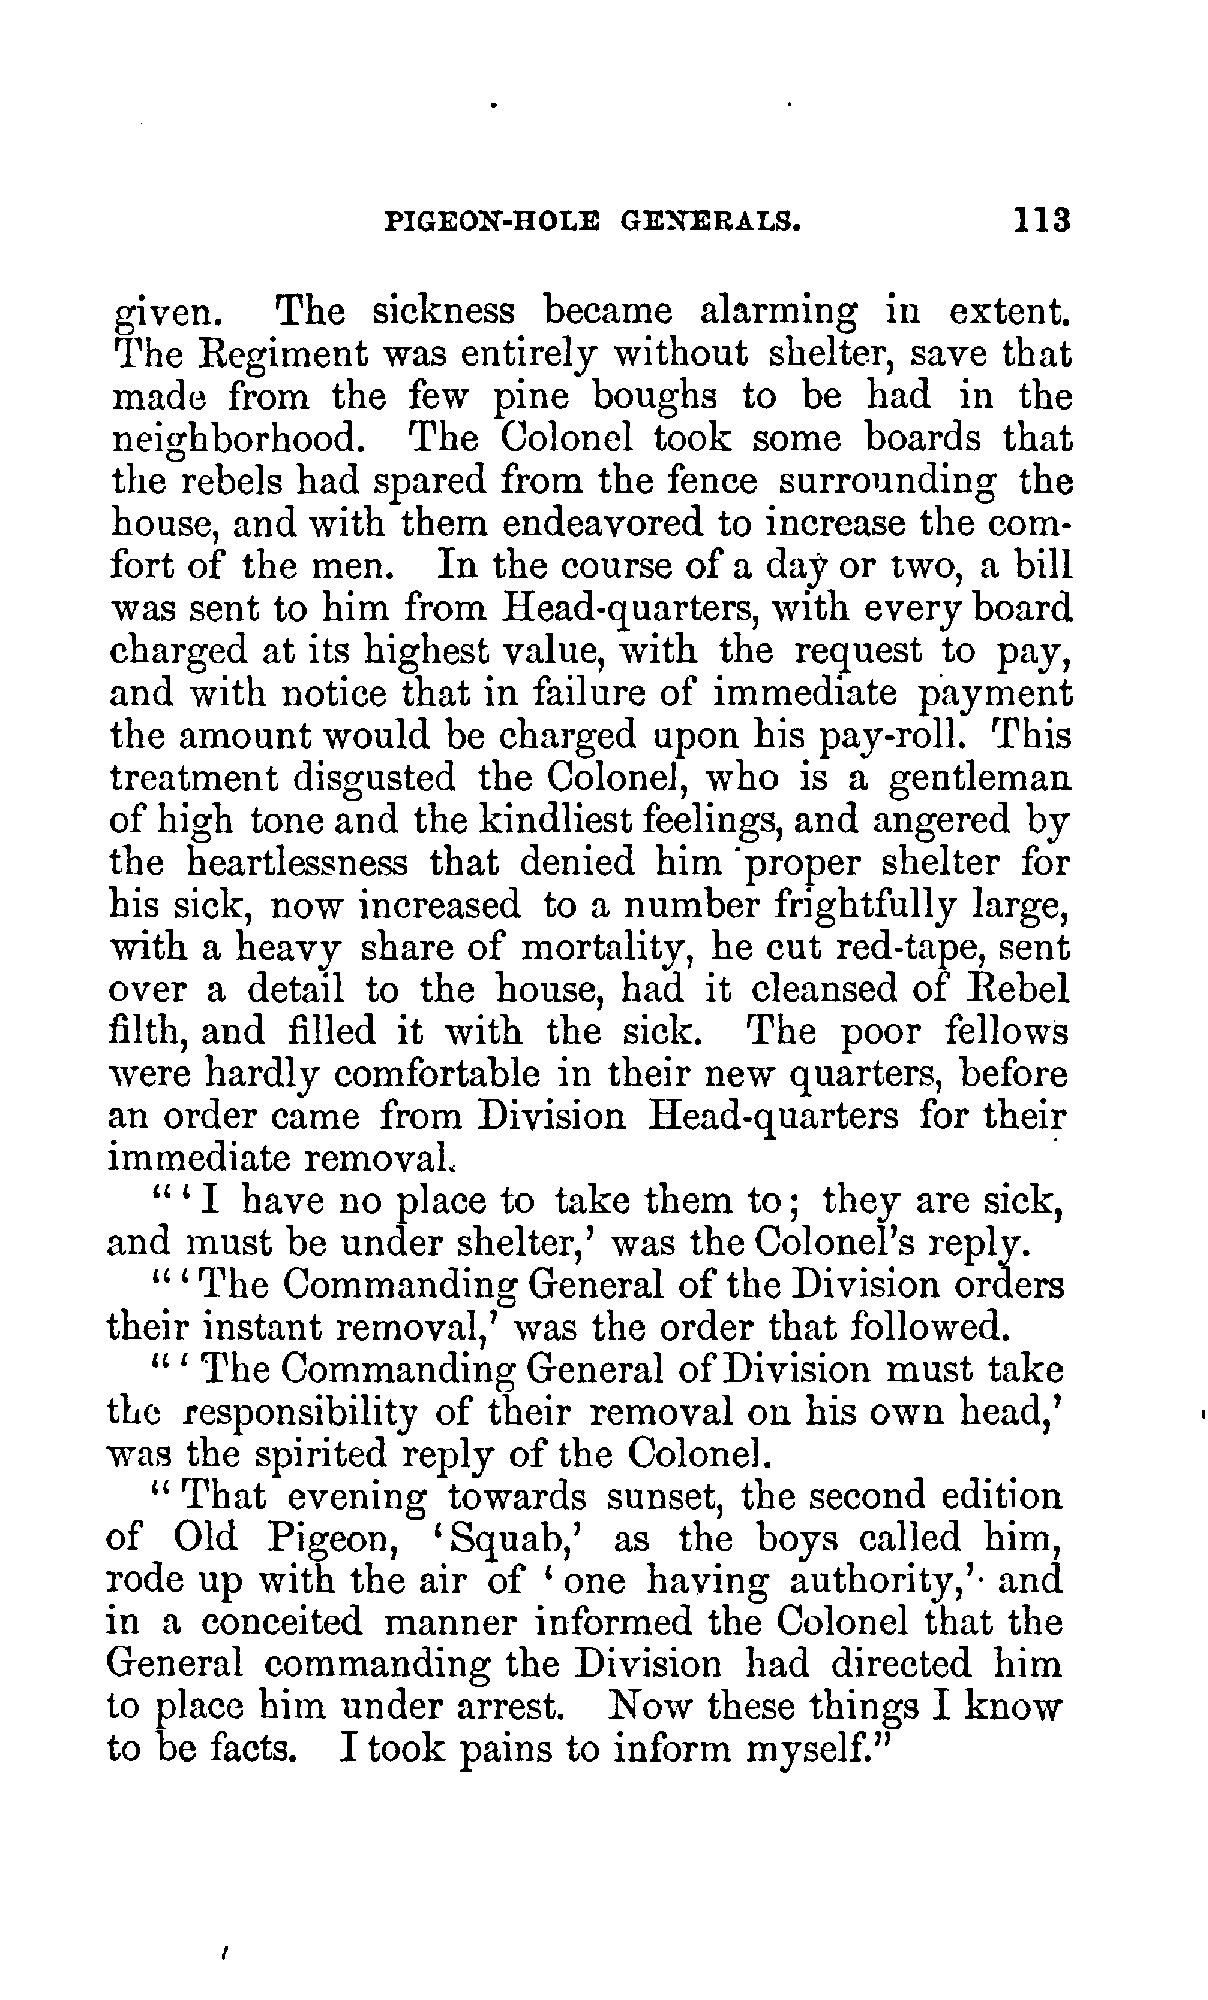 PIGEON-HOLE GENERALS. 113
given. The sickness became alarming in extent.
The Regiment was entirely without shelter, save that
made from the few pine boughs to be had in the
neighborhood. The Colonel took some boards that
the rebels had spared from the fence surrounding the
house, and with them endeavored to increase the com-
fort of the men. In the course of a day or two, a bill
was sent to him from Head-quarters, with every board
charged at its highest value, with the request to pay,
and with notice that in failure of immediate payment
the amount would be charged upon his pay-roll. This
treatment disgusted the Colonel, who is a gentleman
of high tone and the kindliest feelings, and angered by
the heartlessness that denied him proper shelter for
his sick, now increased to a number frightfully large,
with a heavy share of mortality, he cut red-tape, sent
over a detail to the house, had it cleansed of Rebel
filth, and filled it with the sick. The poor fellows
were hardly comfortable in their new quarters, before
an order came from Division Head-quarters for their
immediate removal.
“‘I have no place to take them to; they are sick,
and must be under shelter,’ was the Colonel’s reply.
“‘The Commanding General of the Division orders
their instant removal,’ was the order that followed.
“‘The Commanding General of Division must take
the responsibility of their removal on his own head,’
was the spirited reply of the Colonel.
“That evening towards sunset, the second edition
of Old Pigeon, ‘Squab,’ as the boys called him,
rode up with the air of ‘one having authority,’ and
in a conceited manner informed the Colonel that the
General commanding the Division had directed him
to place him under arrest. Now these things I know
to be facts. I took pains to inform myself.”